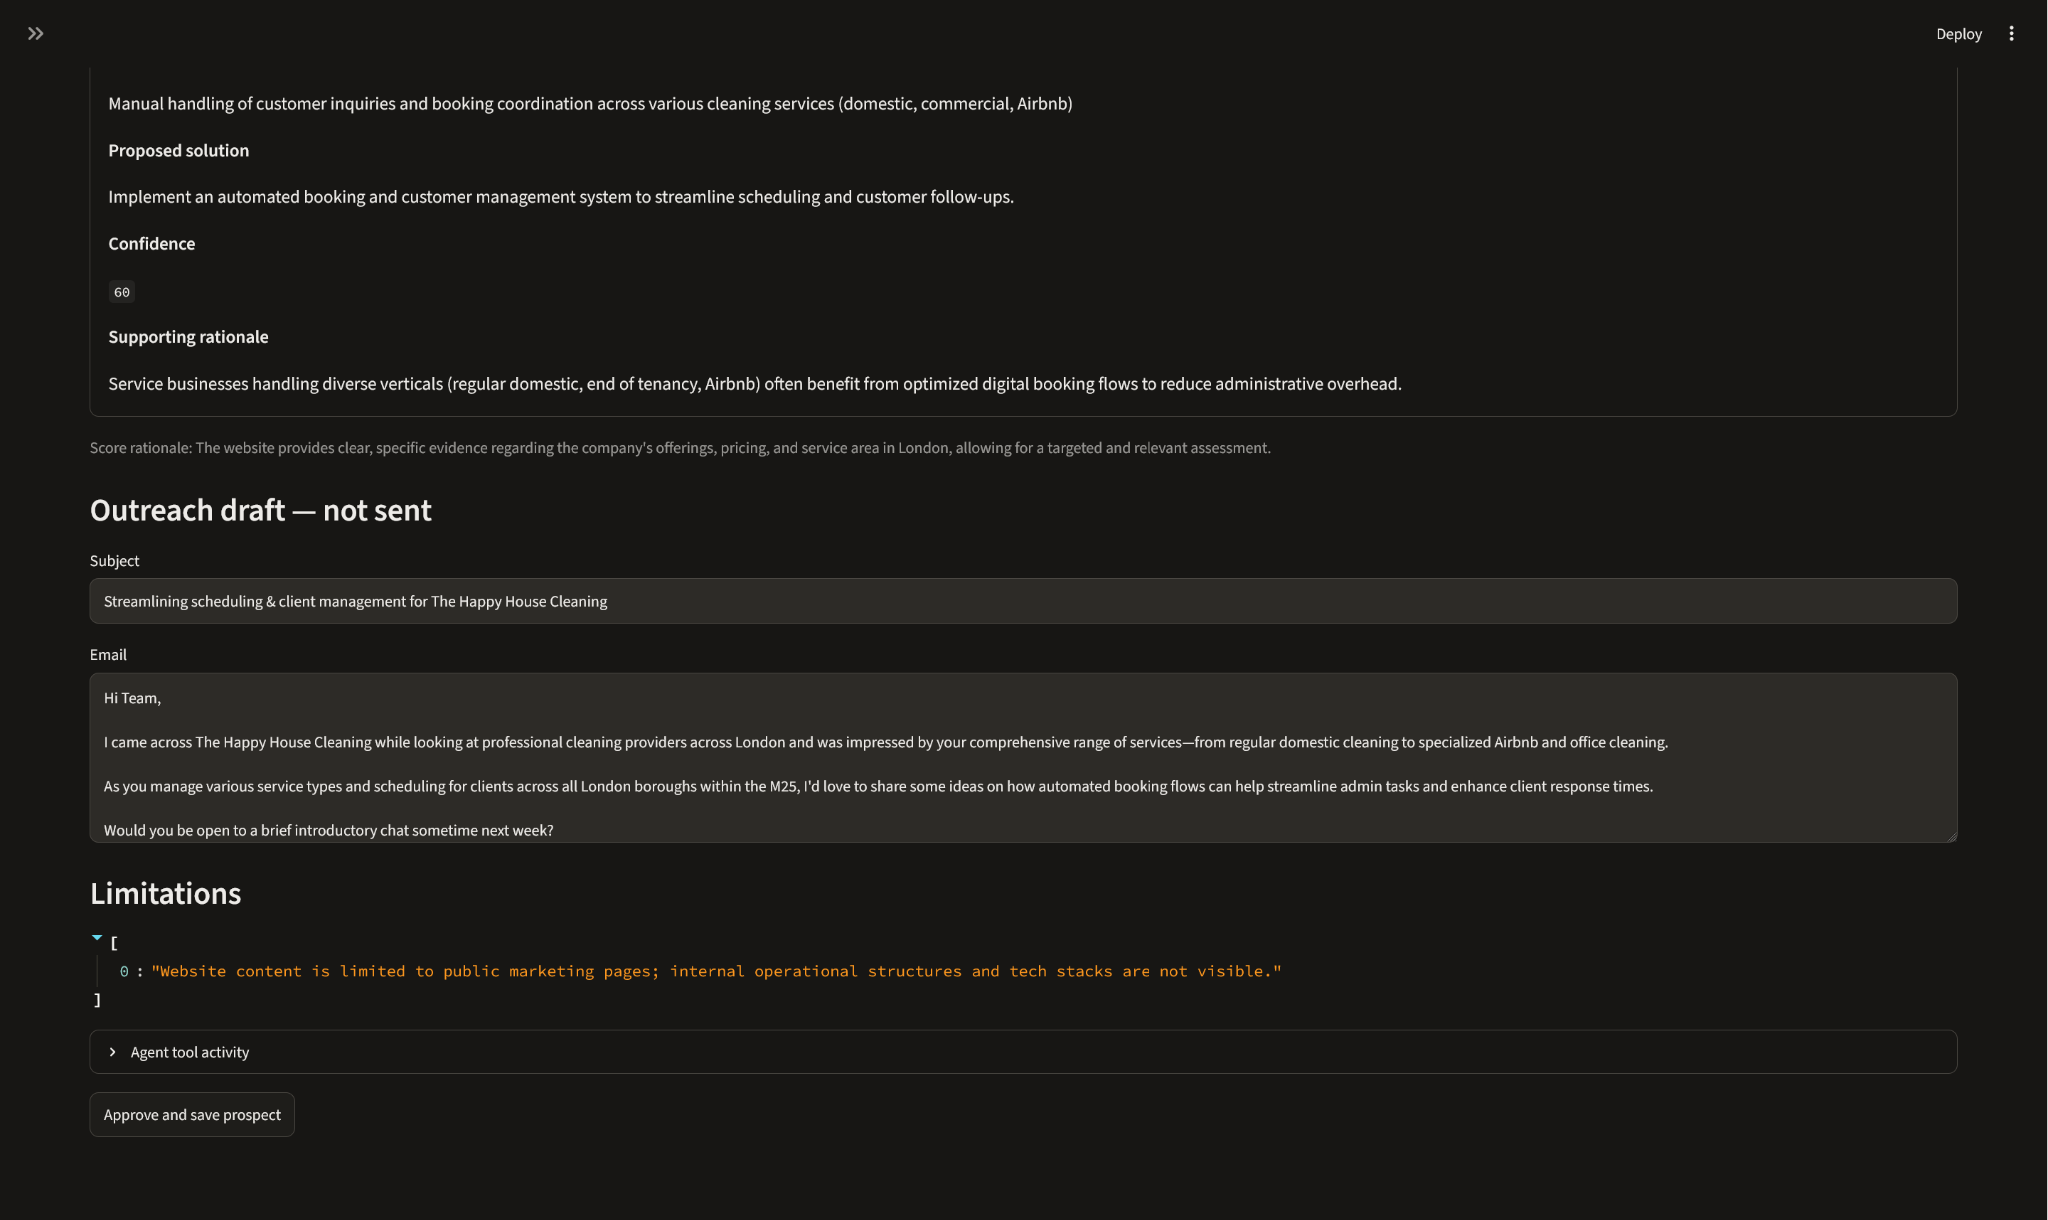 Deploy
Manual handling of customer inquiries and booking coordination across various cleaning services (domestic, commercial, Airbnb)
Proposed solution
Implement an automated booking and customer management system to streamline scheduling and customer follow-ups.
Confidence
60
Supporting rationale
Service businesses handling diverse verticals (regular domestic, end of tenancy, Airbnb) often benefit from optimized digital booking flows to reduce administrative overhead.
Score rationale: The website provides clear, specific evidence regarding the company's offerings, pricing, and service area in London, allowing for a targeted and relevant assessment.
Outreach draft — not sent
Subject
Streamlining scheduling & client management for The Happy House Cleaning
Email
Hi Team,
I came across The Happy House Cleaning while looking at professional cleaning providers across London and was impressed by your comprehensive range of services—from regular domestic cleaning to specialized Airbnb and office cleaning.
As you manage various service types and scheduling for clients across all London boroughs within the M25, I'd love to share some ideas on how automated booking flows can help streamline admin tasks and enhance client response times.
Would you be open to a brief introductory chat sometime next week?
Limitations
[
0 : "Website content is limited to public marketing pages; internal operational structures and tech stacks are not visible."
]
Agent tool activity
Approve and save prospect